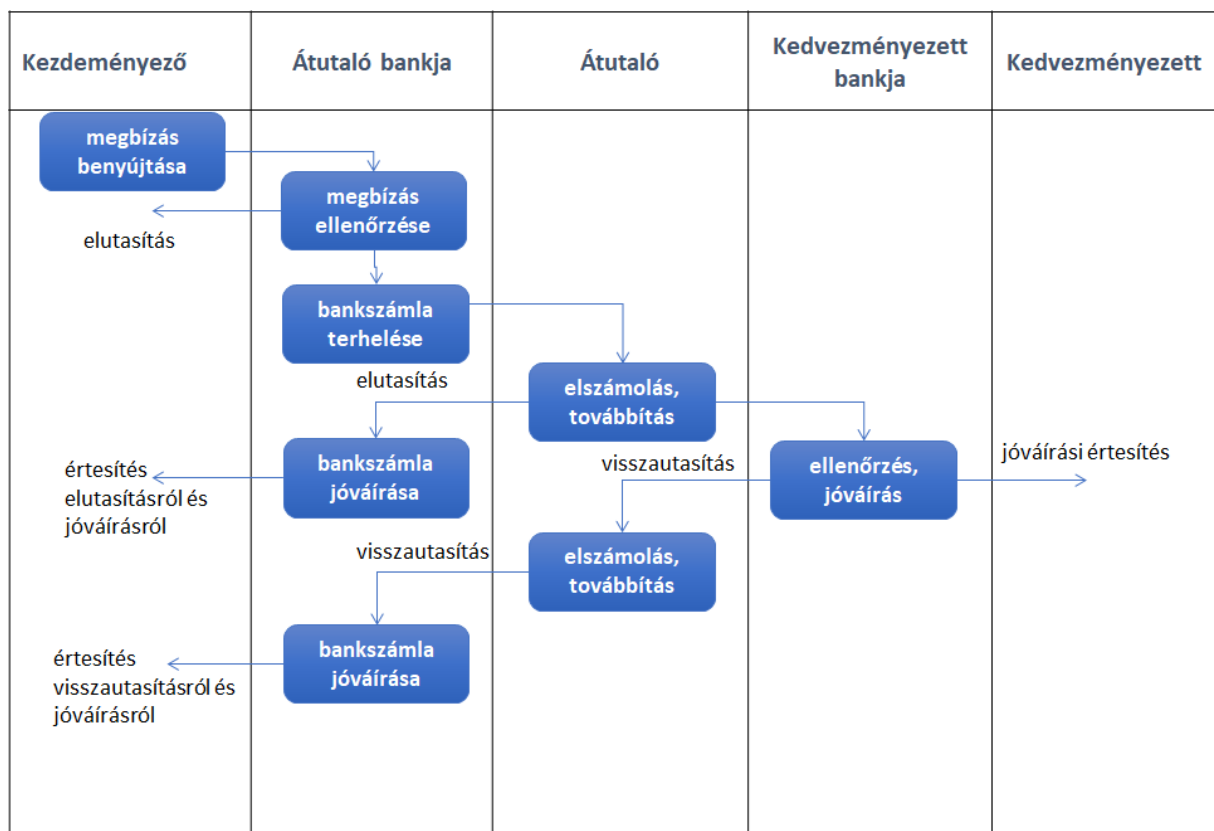 Kezdeményező
Átutaló bankja
Átutaló
Kedvezményezett
bankja
Kedvezményezett
megbízás
benyújtása
megbízás
ellenőrzése
elutasítás
bankszámla
terhelése
elutasítás
elszámolás,
továbbítás
értesítés
elutasításról és
jóváírásról
bankszámla
jóváírása
visszautasítás
ellenőrzés,
jóváírás
jóváírási értesítés
visszautasítás
elszámolás,
továbbítás
értesítés
visszautasításról és
jóváírásról
bankszámla
jóváírása